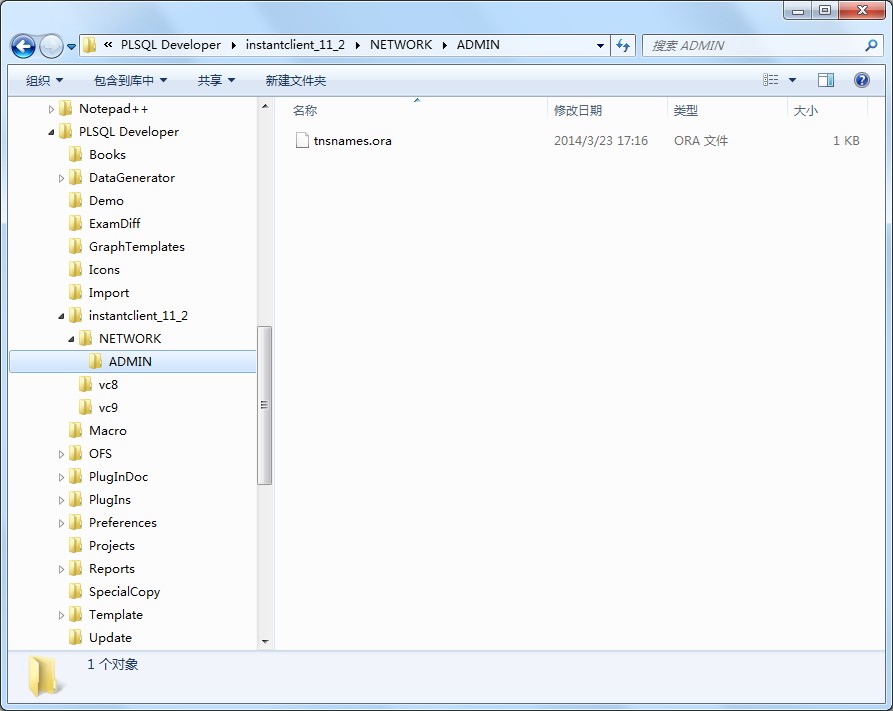 « PLSQL Developer instantclient_11_2 NETWORK ADMIN 搜索 ADMIN
组织 包含到库中 共享 新建文件夹
名称 修改日期 类型 大小
tnsnames.ora 2014/3/23 17:16 ORA 文件 1 KB
Notepad++
PLSQL Developer
Books
DataGenerator
Demo
ExamDiff
GraphTemplates
Icons
Import
instantclient_11_2
NETWORK
ADMIN
vc8
vc9
Macro
OFS
PlugInDoc
PlugIns
Preferences
Projects
Reports
SpecialCopy
Template
Update
1 个对象